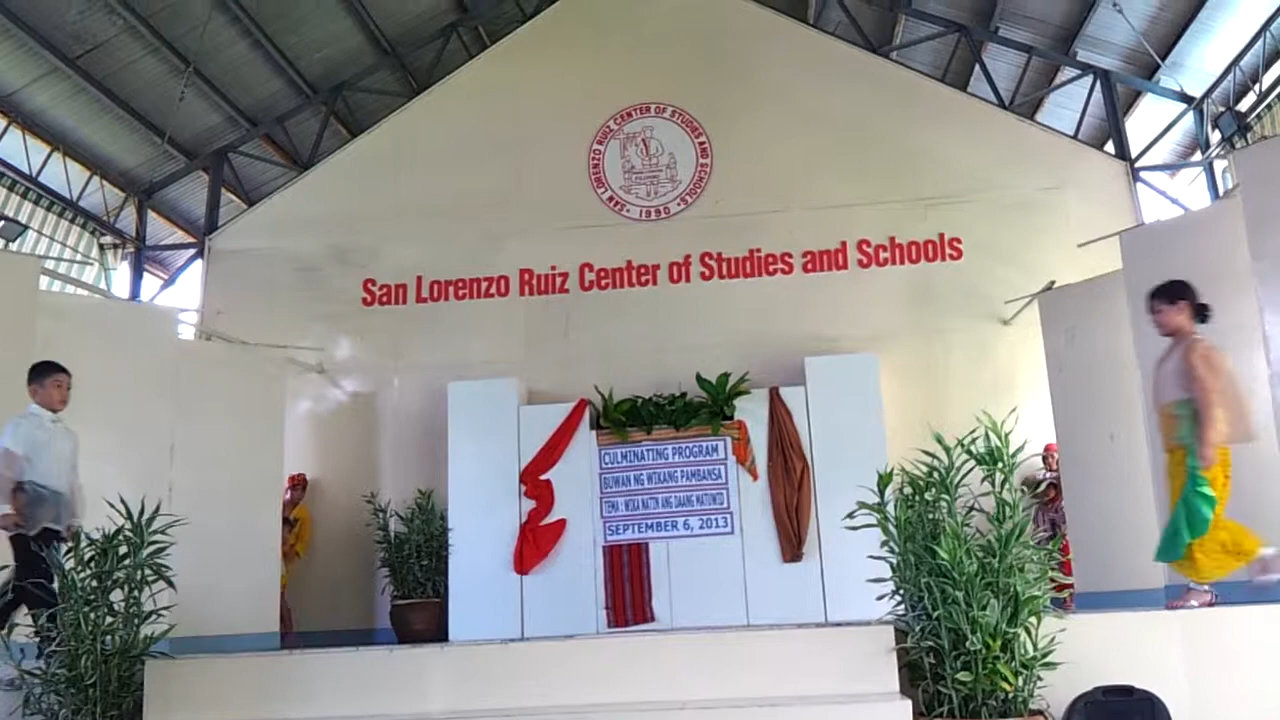 SAN LORENZO RUIZ CENTER OF STUDIES AND SCHOOLS
• 1990 •
San Lorenzo Ruiz Center of Studies and Schools
CULMINATING PROGRAM
BUWAN NG WIKANG PAMBANSA
TEMA : WIKA NATIN ANG DAANG MATUWID
SEPTEMBER 6, 2013